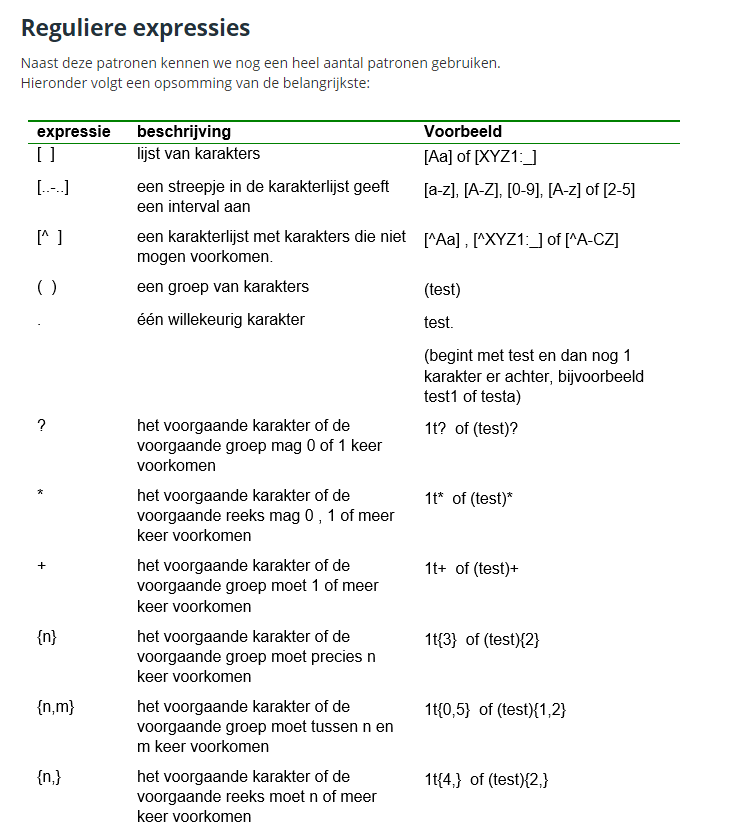 Reguliere expressies
Naast deze patronen kennen we nog een heel aantal patronen gebruiken.
Hieronder volgt een opsomming van de belangrijkste:
expressie beschrijving Voorbeeld
[ ] lijst van karakters [Aa] of [XYZ1:_]
[..-..] een streepje in de karakterlijst geeft
een interval aan
[a-z], [A-Z], [0-9], [A-z] of [2-5]
[^ ] een karakterlijst met karakters die niet
mogen voorkomen.
[^Aa] , [^XYZ1:_] of [^A-CZ]
( ) een groep van karakters (test)
. één willekeurig karakter test.
(begint met test en dan nog 1
karakter er achter, bijvoorbeeld
test1 of testa)
? het voorgaande karakter of de
voorgaande groep mag 0 of 1 keer
voorkomen
1t? of (test)?
* het voorgaande karakter of de
voorgaande reeks mag 0 , 1 of meer
keer voorkomen
1t* of (test)*
+ het voorgaande karakter of de
voorgaande groep moet 1 of meer
keer voorkomen
1t+ of (test)+
{n} het voorgaande karakter of de
voorgaande groep moet precies n
keer voorkomen
1t{3} of (test){2}
{n,m} het voorgaande karakter of de
voorgaande groep moet tussen n en
m keer voorkomen
1t{0,5} of (test){1,2}
{n,} het voorgaande karakter of de
voorgaande reeks moet n of meer
keer voorkomen
1t{4,} of (test){2,}